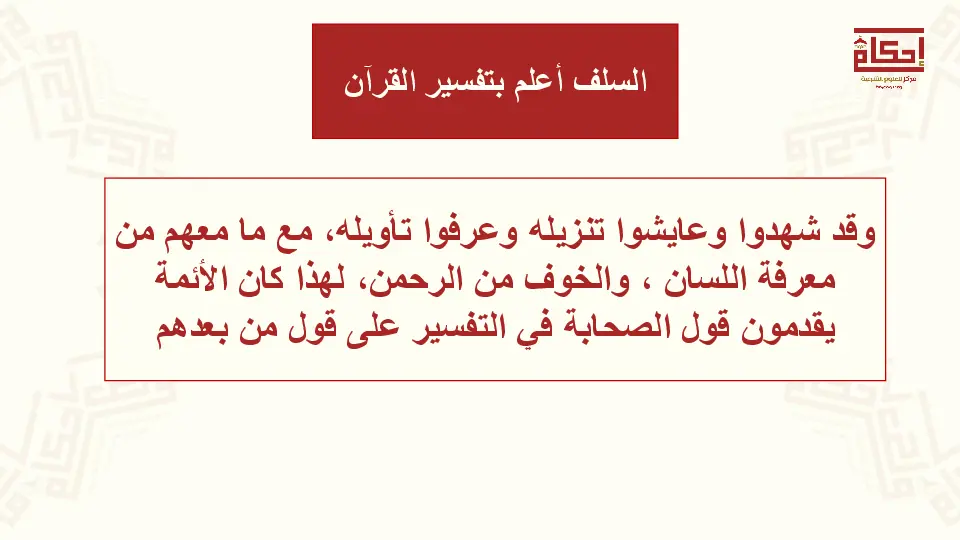 السلف أعلم بتفسير القرآن
إحكام
مركز للعلوم الشرعية
وقد شهدوا وعايشوا تنزيله وعرفوا تأويله، مع ما معهم من
معرفة اللسان ، والخوف من الرحمن، لهذا كان الأئمة
يقدمون قول الصحابة في التفسير على قول من بعدهم